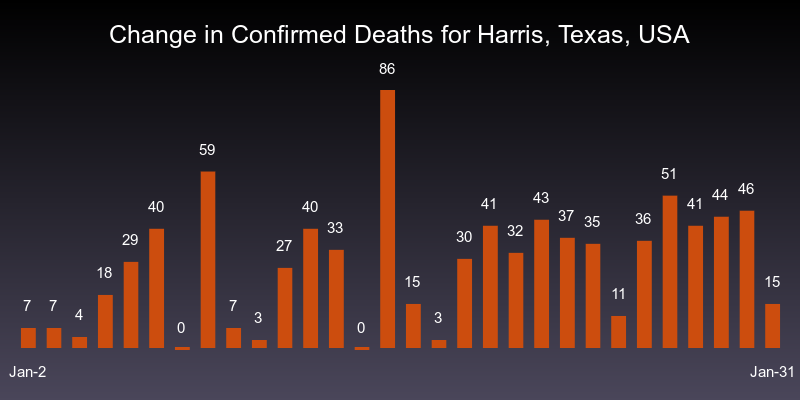 Change in Confirmed Deaths for Harris, Texas, USA
7 7 4 18 29 40 0 59 7 3 27 40 33 0 86 15 3 30 41 32 43 37 35 11 36 51 41 44 46 15
Jan-2 Jan-31